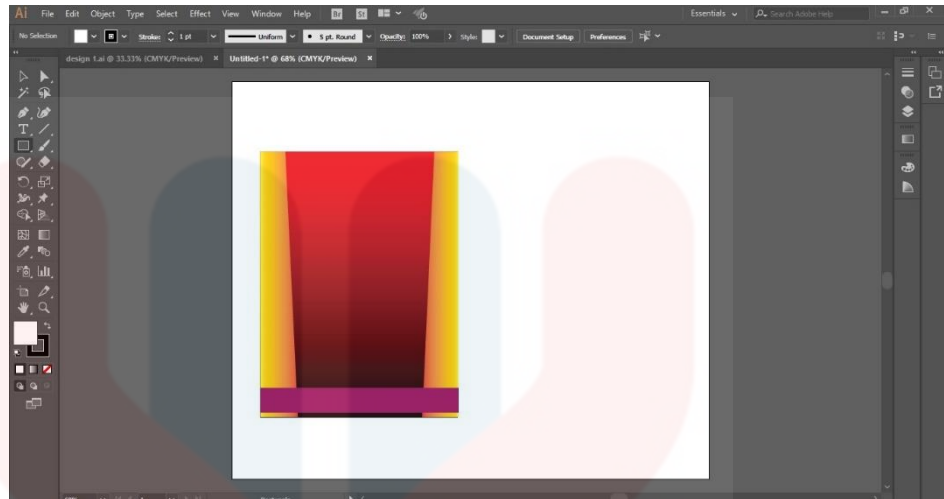 Ai File Edit Object Type Select Effect View Window Help Br St Essentials Search Adobe Help
No Selection Stroke: 1 pt Uniform 5 pt. Round Opacity: 100% Style: Document Setup Preferences
design 1.ai @ 33.33% (CMYK/Preview) × Untitled-1* @ 68% (CMYK/Preview) ×